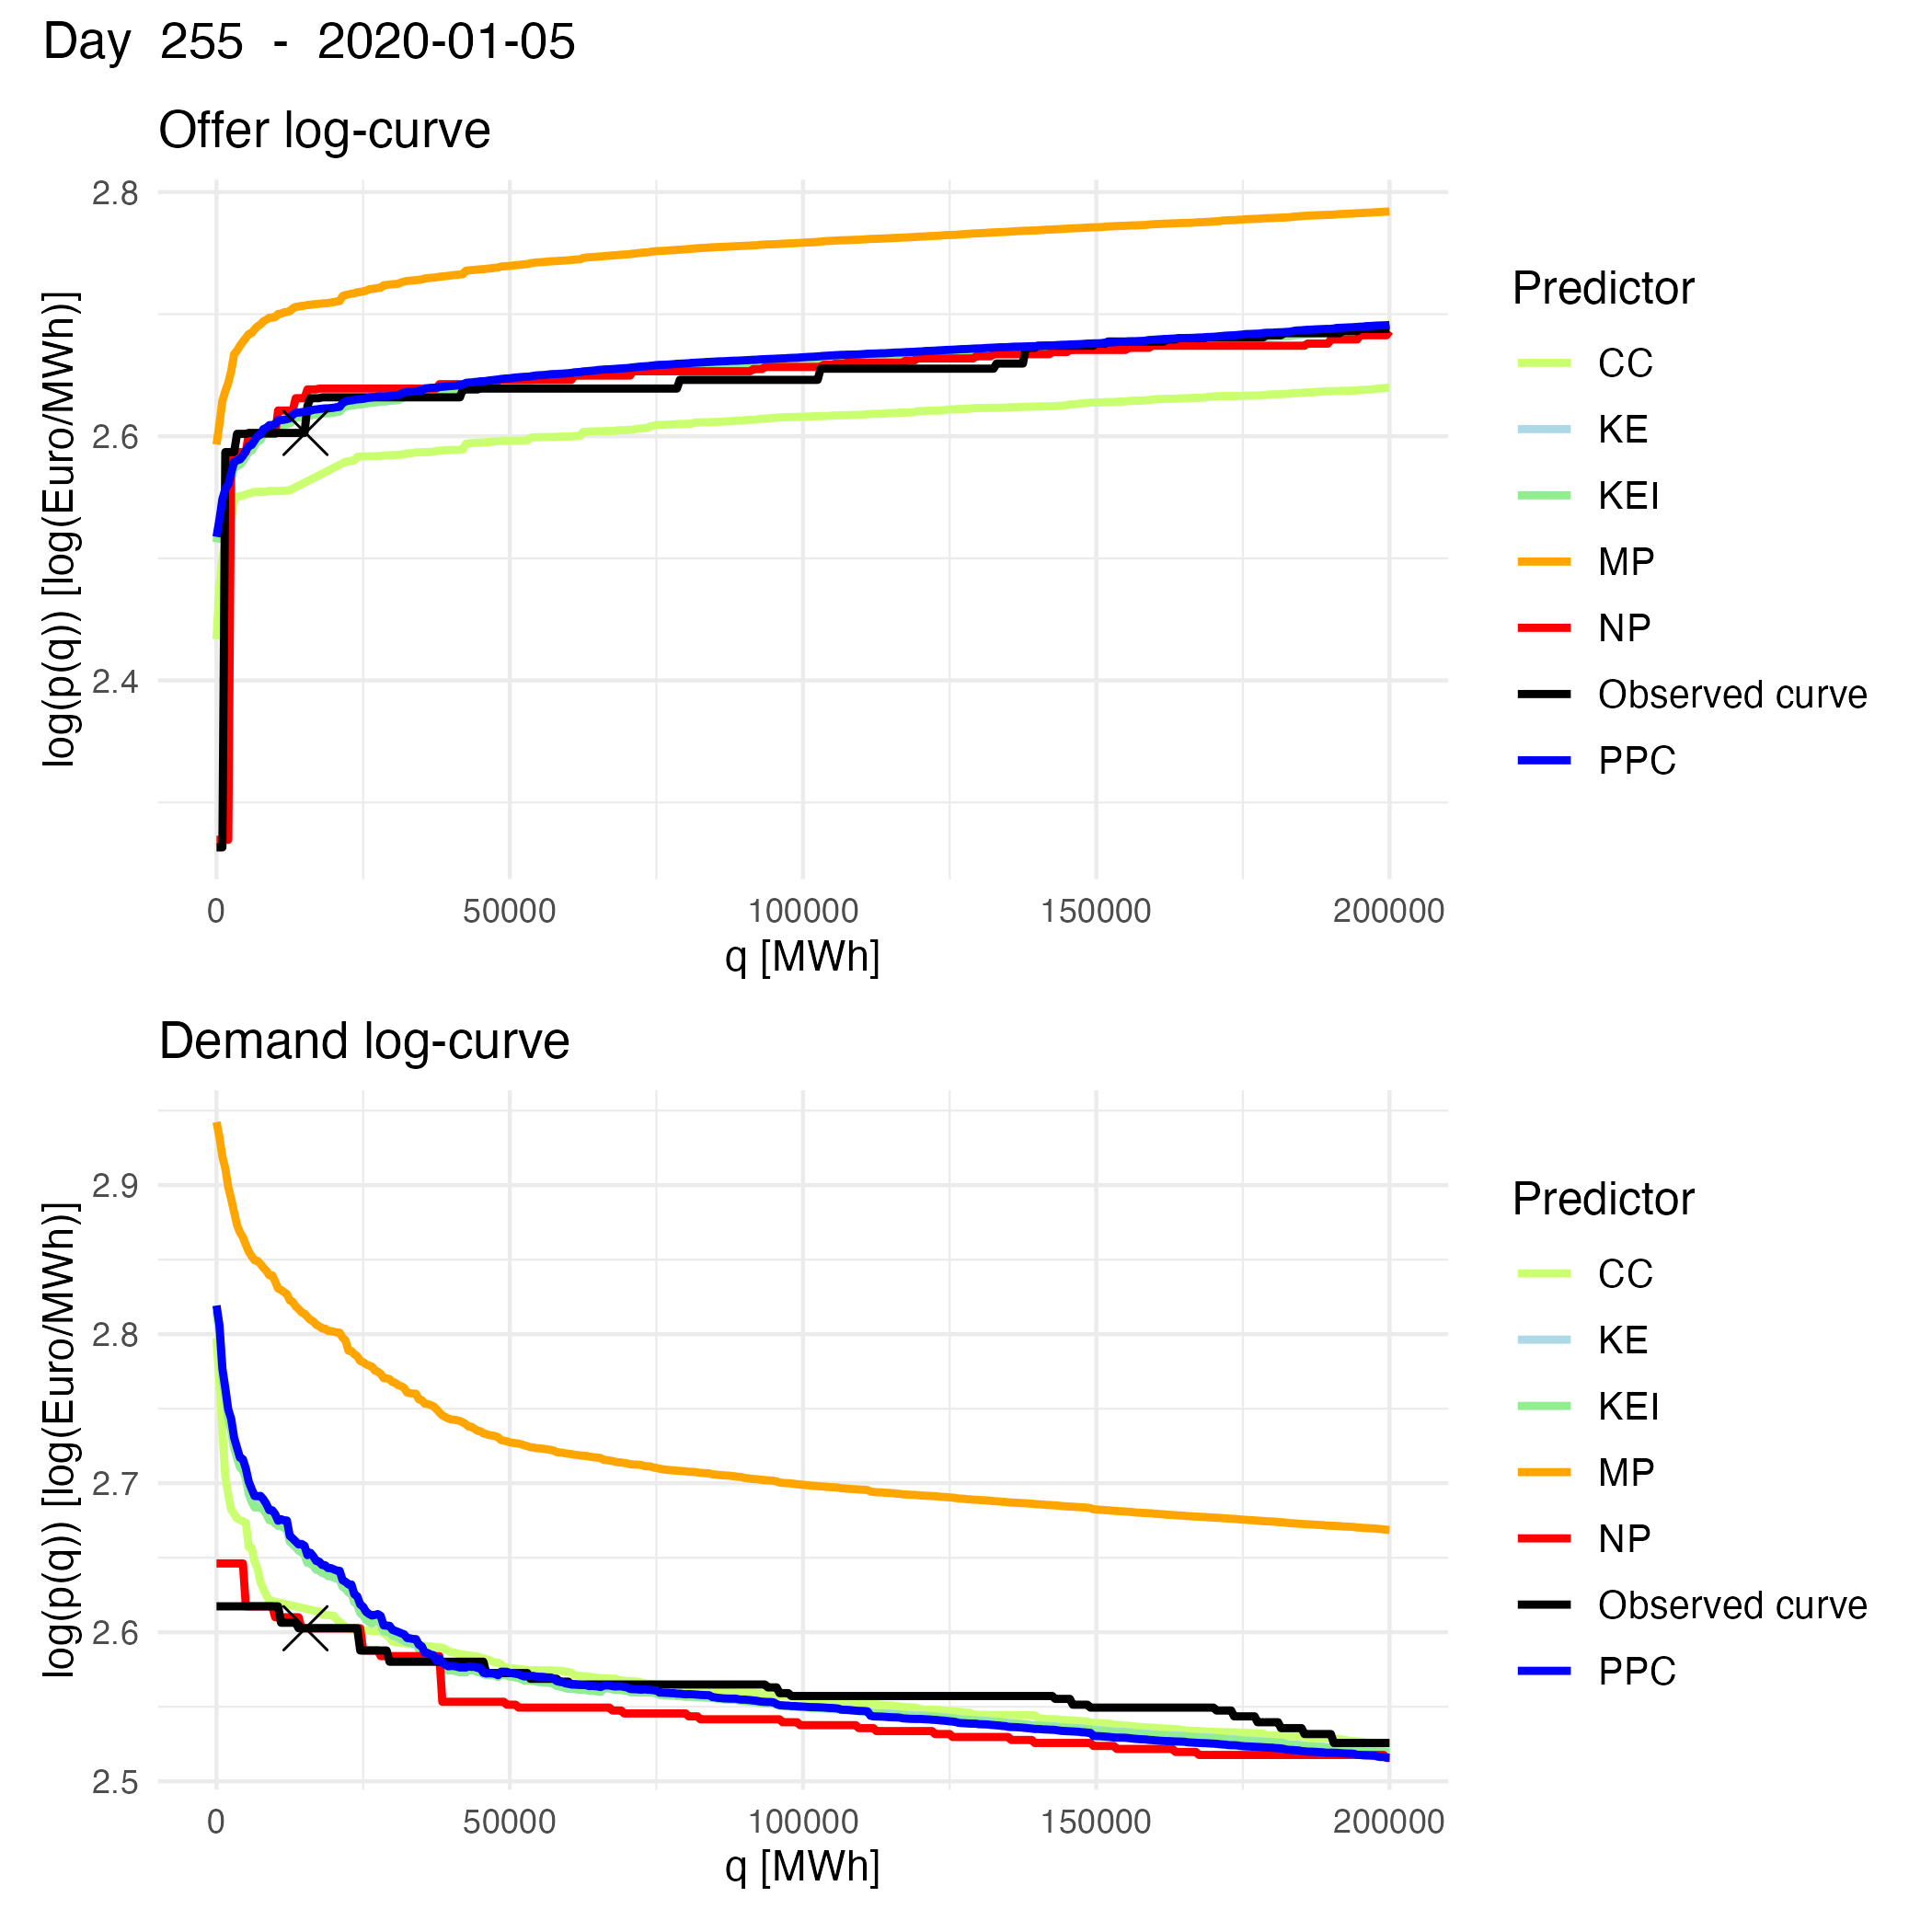 Day 255 - 2020-01-05
Offer log-curve
log(p(q)) [log(Euro/MWh)]
2.8
2.6
2.4
0 50000 100000 150000 200000
q [MWh]
Predictor
CC
KE
KEI
MP
NP
Observed curve
PPC
Demand log-curve
log(p(q)) [log(Euro/MWh)]
2.9
2.8
2.7
2.6
2.5
0 50000 100000 150000 200000
q [MWh]
Predictor
CC
KE
KEI
MP
NP
Observed curve
PPC